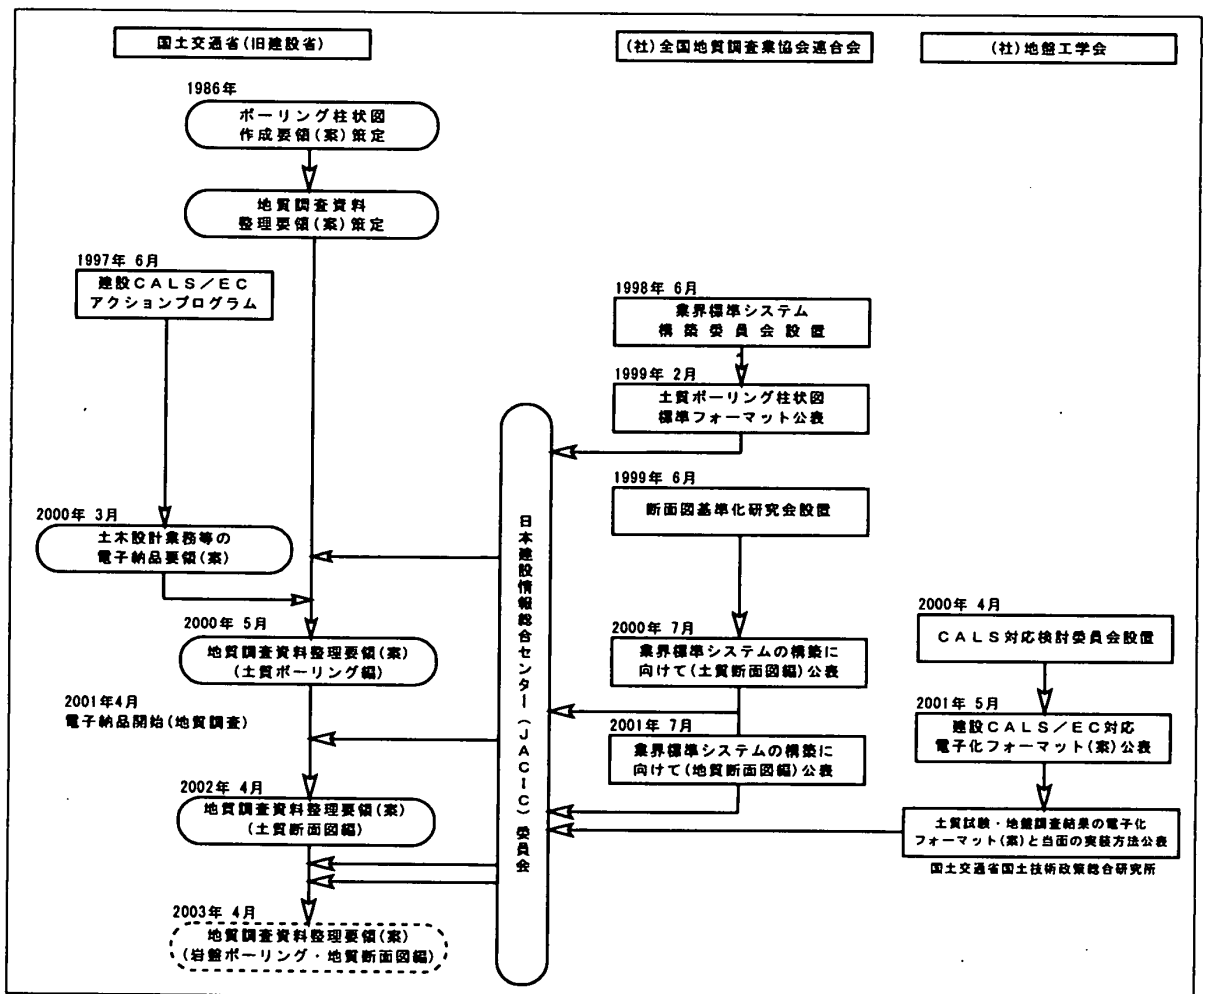 国土交通省(旧建設省)
(社)全国地質調査業協会連合会
(社)地盤工学会
1986年
ボーリング柱状図
作成要領(案)策定
地質調査資料
整理要領(案)策定
1997年 6月
建設CALS/EC
アクションプログラム
2000年 3月
土木設計業務等の
電子納品要領(案)
2000年 5月
地質調査資料整理要領(案)
(土質ボーリング編)
2001年4月
電子納品開始(地質調査)
2002年 4月
地質調査資料整理要領(案)
(土質断面図編)
2003年 4月
地質調査資料整理要領(案)
(岩盤ボーリング・地質断面図編)
日本建設情報総合センター(JACIC)委員会
1998年 6月
業界標準システム
構築委員会設置
1999年 2月
土質ボーリング柱状図
標準フォーマット公表
1999年 6月
断面図基準化研究会設置
2000年 7月
業界標準システムの構築に
向けて(土質断面図編)公表
2001年 7月
業界標準システムの構築に
向けて(地質断面図編)公表
2000年 4月
CALS対応検討委員会設置
2001年 5月
建設CALS/EC対応
電子化フォーマット(案)公表
土質試験・地盤調査結果の電子化
フォーマット(案)と当面の実装方法公表
国土交通省国土技術政策総合研究所